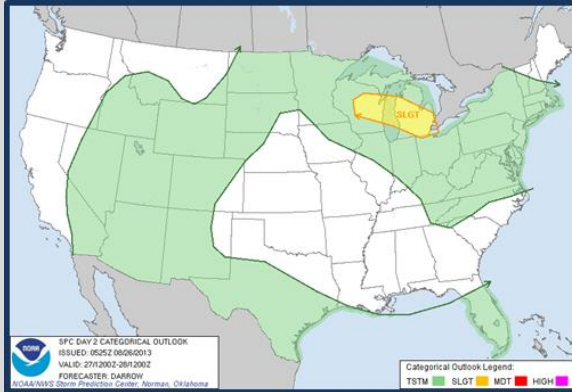 SLGT
NOAA
SPC DAY 2 CATEGORICAL OUTLOOK
ISSUED: 0525Z 08/26/2013
VALID: 27/1200Z-28/1200Z
FORECASTER: DARROW
NOAA/NWS Storm Prediction Center, Norman, Oklahoma
Categorical Outlook Legend:
TSTM SLGT MDT HIGH